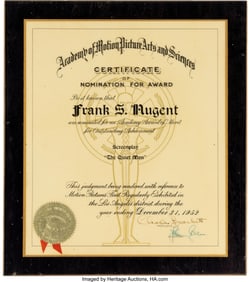 Academy of Motion Picture Arts and Sciences
CERTIFICATE
OF
NOMINATION FOR AWARD
Be it known that
Frank S. Nugent
was nominated for an Academy Award of Merit
for Outstanding Achievement
Screenplay
"The Quiet Man"
This judgment being rendered with reference to
Motion Pictures First Regularly Exhibited in
the Los Angeles district during the
year ending December 31, 1952
Imaged by Heritage Auctions, HA.com